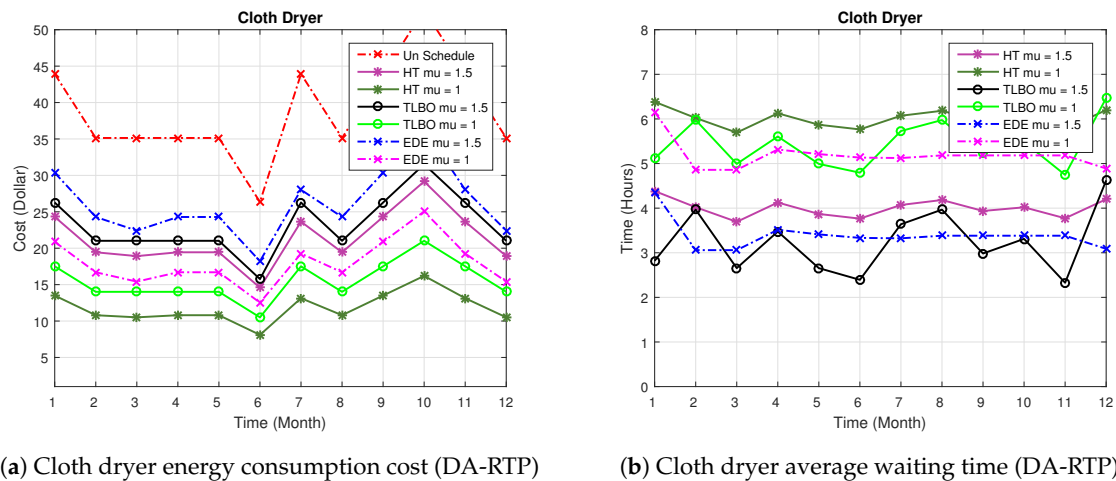 Cloth Dryer
50
45
40
35
30
25
20
15
10
5
Cost (Dollar)
1 2 3 4 5 6 7 8 9 10 11 12
Time (Month)
Un Schedule
HT mu = 1.5
HT mu = 1
TLBO mu = 1.5
TLBO mu = 1
EDE mu = 1.5
EDE mu = 1
(a) Cloth dryer energy consumption cost (DA-RTP)
Cloth Dryer
8
7
6
5
4
3
2
1
0
Time (Hours)
1 2 3 4 5 6 7 8 9 10 11 12
Time (Month)
HT mu = 1.5
HT mu = 1
TLBO mu = 1.5
TLBO mu = 1
EDE mu = 1.5
EDE mu = 1
(b) Cloth dryer average waiting time (DA-RTP)